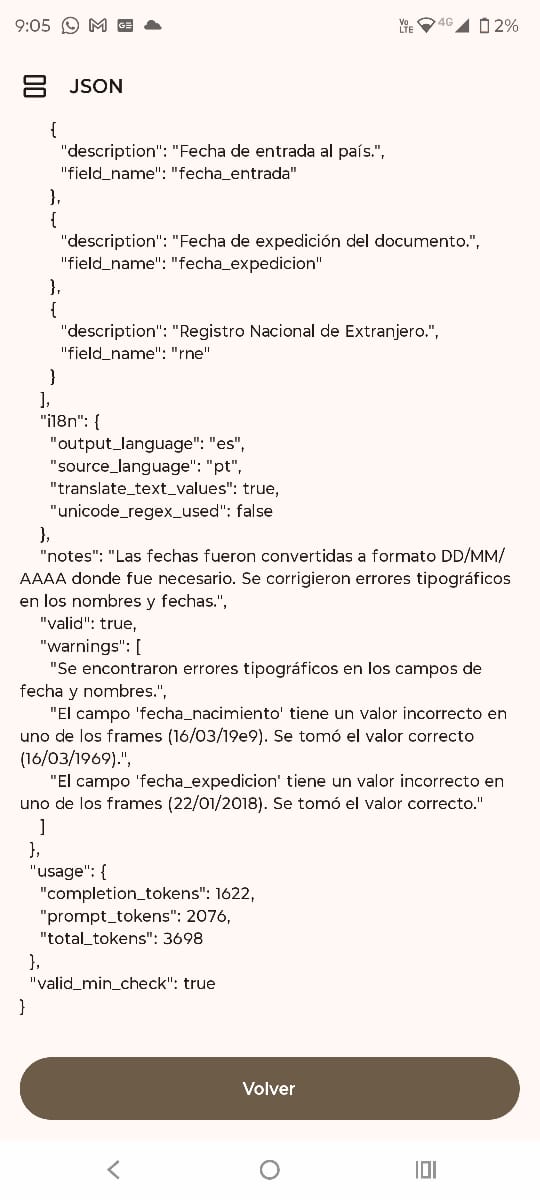 9:05
Vo LTE 4G 2%
JSON
{
"description": "Fecha de entrada al país.",
"field_name": "fecha_entrada"
},
{
"description": "Fecha de expedición del documento.",
"field_name": "fecha_expedicion"
},
{
"description": "Registro Nacional de Extranjero.",
"field_name": "rne"
}
],
"i18n": {
"output_language": "es",
"source_language": "pt",
"translate_text_values": true,
"unicode_regex_used": false
},
"notes": "Las fechas fueron convertidas a formato DD/MM/
AAAA donde fue necesario. Se corrigieron errores tipográficos
en los nombres y fechas.",
"valid": true,
"warnings": [
"Se encontraron errores tipográficos en los campos de
fecha y nombres.",
"El campo 'fecha_nacimiento' tiene un valor incorrecto en
uno de los frames (16/03/19e9). Se tomó el valor correcto
(16/03/1969).",
"El campo 'fecha_expedicion' tiene un valor incorrecto en
uno de los frames (22/01/2018). Se tomó el valor correcto."
]
},
"usage": {
"completion_tokens": 1622,
"prompt_tokens": 2076,
"total_tokens": 3698
},
"valid_min_check": true
}
Volver